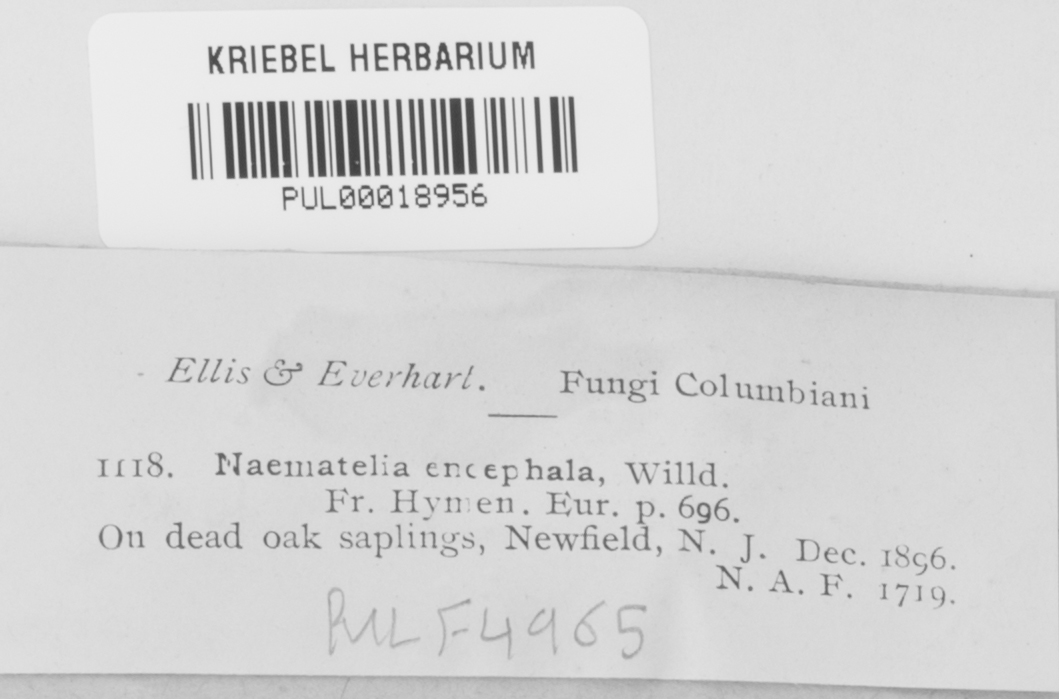 KRIEBEL HERBARIUM
PUL00018956
Ellis & Everhart. Fungi Columbiani
1118. Naematelia encephala, Willd.
Fr. Hymen. Eur. p. 696.
On dead oak saplings, Newfield, N. J. Dec. 1896.
N. A. F. 1719.
PUL F4965